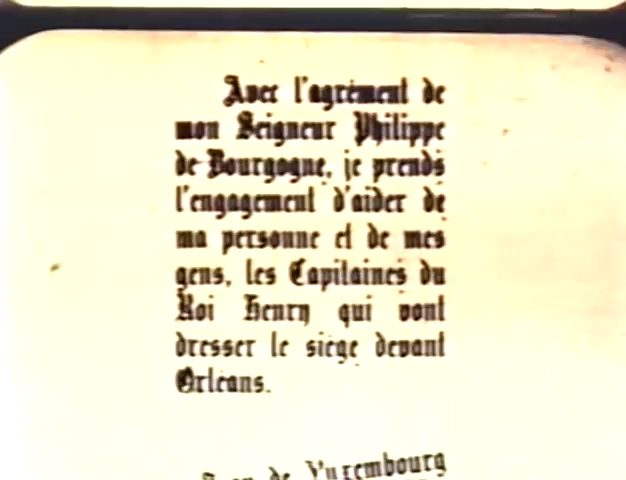 Avec l'agrément de
mon Seigneur Philippe
de Bourgogne, je prends
l'engagement d'aider de
ma personne et de mes
gens, les Capitaines du
Roi Henry qui vont
dresser le siège devant
Orléans.
de Luxembourg